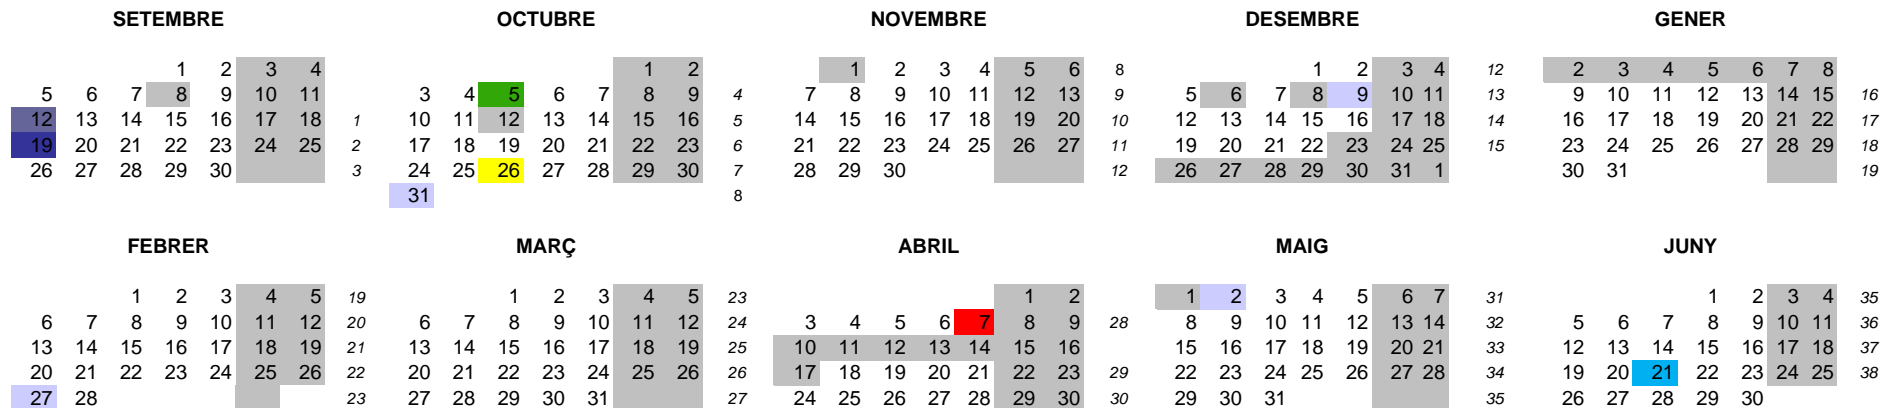 SETEMBRE OCTUBRE NOVEMBRE DESEMBRE GENER
1 2 3 4 1 2 1 2 3 4 5 6 8 1 2 3 4 12 2 3 4 5 6 7 8
5 6 7 8 9 10 11 3 4 5 6 7 8 9 4 7 8 9 10 11 12 13 9 5 6 7 8 9 10 11 13 9 10 11 12 13 14 15 16
12 13 14 15 16 17 18 1 10 11 12 13 14 15 16 5 14 15 16 17 18 19 20 10 12 13 14 15 16 17 18 14 16 17 18 19 20 21 22 17
19 20 21 22 23 24 25 2 17 18 19 20 21 22 23 6 21 22 23 24 25 26 27 11 19 20 21 22 23 24 25 15 23 24 25 26 27 28 29 18
26 27 28 29 30 3 24 25 26 27 28 29 30 7 28 29 30 12 26 27 28 29 30 31 1 30 31 19
31 8
FEBRER MARÇ ABRIL MAIG JUNY
1 2 3 4 5 19 1 2 3 4 5 23 1 2 1 2 3 4 5 6 7 31 1 2 3 4 35
6 7 8 9 10 11 12 20 6 7 8 9 10 11 12 24 3 4 5 6 7 8 9 28 8 9 10 11 12 13 14 32 5 6 7 8 9 10 11 36
13 14 15 16 17 18 19 21 13 14 15 16 17 18 19 25 10 11 12 13 14 15 16 15 16 17 18 19 20 21 33 12 13 14 15 16 17 18 37
20 21 22 23 24 25 26 22 20 21 22 23 24 25 26 26 17 18 19 20 21 22 23 29 22 23 24 25 26 27 28 34 19 20 21 22 23 24 25 38
27 28 23 27 28 29 30 31 27 24 25 26 27 28 29 30 30 29 30 31 35 26 27 28 29 30